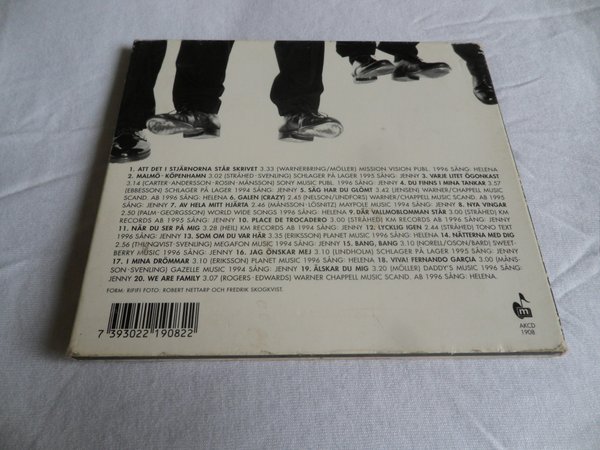 1. ATT DET I STJÄRNORNA STÅR SKRIVET 3.33 (WARNERBRING/MÖLLER) MISSION VISION PUBL. 1996 SÅNG: HELENA
2. MALMÖ - KÖPENHAMN 3.02 (STRÅHED - SVENLING) SCHLAGER PÅ LAGER 1995 SÅNG: JENNY 3. VARJE LITET ÖGONKAST
3.14 (CARTER - ANDERSSON - ROSIN - MÅNSSON) SONY MUSIC PUBL. 1996 SÅNG: JENNY 4. DU FINNS I MINA TANKAR 3.57
(EBBESSON) SCHLAGER PÅ LAGER 1994 SÅNG: JENNY 5. SÄG HAR DU GLÖMT 3.42 (JENSEN) WARNER/CHAPPELL MUSIC
SCAND. AB 1996 SÅNG: HELENA 6. GALEN (CRAZY) 2.45 (NELSON/LINDFORS) WARNER/CHAPPELL MUSIC SCAND. AB 1995
SÅNG: JENNY 7. AV HELA MITT HJÄRTA 2.46 (MÅNSSON - LÖSNITZ) MAYPOLE MUSIC 1994 SÅNG: JENNY 8. NYA VINGAR
2.50 (PALM - GEORGSSON) WORLD WIDE SONGS 1996 SÅNG: HELENA 9. DÄR VALLMOBLOMMAN STÅR 3.00 (STRÅHED) KM
RECORDS AB 1995 SÅNG: JENNY 10. PLACE DE TROCADERO 3.00 (STRÅHED) KM RECORDS AB 1996 SÅNG: JENNY
11. NÄR DU SER PÅ MIG 3.28 (HEIL) KM RECORDS AB 1994 SÅNG: JENNY 12. LYCKLIG IGEN 2.44 (STRÅHED) TONG TEXT
1996 SÅNG: JENNY 13. SOM OM DU VAR HÄR 3.35 (ERIKSSON) PLANET MUSIC 1996 SÅNG: HELENA 14. NÄTTERNA MED DIG
2.56 (THUNQVIST - SVENLING) MEGAFON MUSIC 1994 SÅNG: JENNY 15. BANG, BANG 3.10 (NORELL/OSON/BARD) SWEET-
BERRY MUSIC 1996 SÅNG: JENNY 16. JAG ÖNSKAR MEJ 3.10 (LINDHOLM) SCHLAGER PÅ LAGER 1995 SÅNG: JENNY
17. I MINA DRÖMMAR 3.10 (ERIKSSON) PLANET MUSIC 1996 SÅNG: HELENA 18. VIVA! FERNANDO GARÇIA 3.00 (MÅNS-
SON - SVENLING) GAZELLE MUSIC 1994 SÅNG: JENNY 19. ÄLSKAR DU MIG 3.20 (MÖLLER) DADDY'S MUSIC 1996 SÅNG:
JENNY 20. WE ARE FAMILY 3.07 (ROGERS - EDWARDS) WARNER CHAPPELL MUSIC SCAND. AB 1996 SÅNG: HELENA.
FORM: RIFIFI FOTO: ROBERT NETTARP OCH FREDRIK SKOGKVIST.
7 393022 190822
m
AKCD
1908